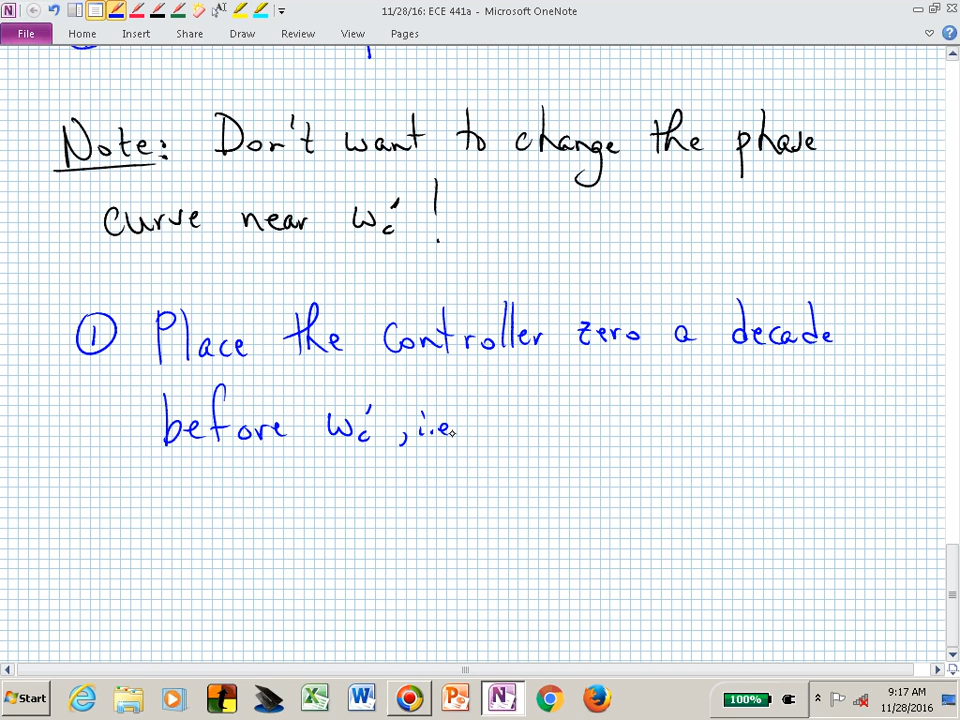 11/28/16: ECE 441a - Microsoft OneNote
File Home Insert Share Draw Review View Pages
Note: Don't want to change the phase
curve near ωc' !
① Place the controller zero a decade
before ωc' , i.e.
Start
100%
9:17 AM
11/28/2016